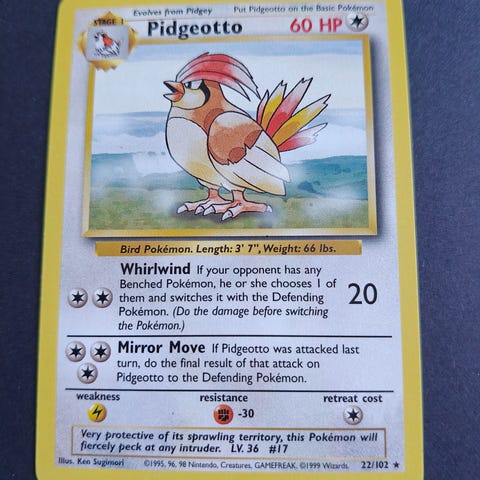 Evolves from Pidgey Put Pidgeotto on the Basic Pokémon
STAGE 1
Pidgeotto 60 HP
Bird Pokémon. Length: 3' 7", Weight: 66 lbs.
Whirlwind If your opponent has any
Benched Pokémon, he or she chooses 1 of
them and switches it with the Defending
Pokémon. (Do the damage before switching
the Pokémon.)
20
Mirror Move If Pidgeotto was attacked last
turn, do the final result of that attack on
Pidgeotto to the Defending Pokémon.
weakness resistance retreat cost
-30
Very protective of its sprawling territory, this Pokémon will
fiercely peck at any intruder. LV. 36 #17
Illus. Ken Sugimori ©1995, 96, 98 Nintendo, Creatures, GAMEFREAK. ©1999 Wizards. 22/102 ★